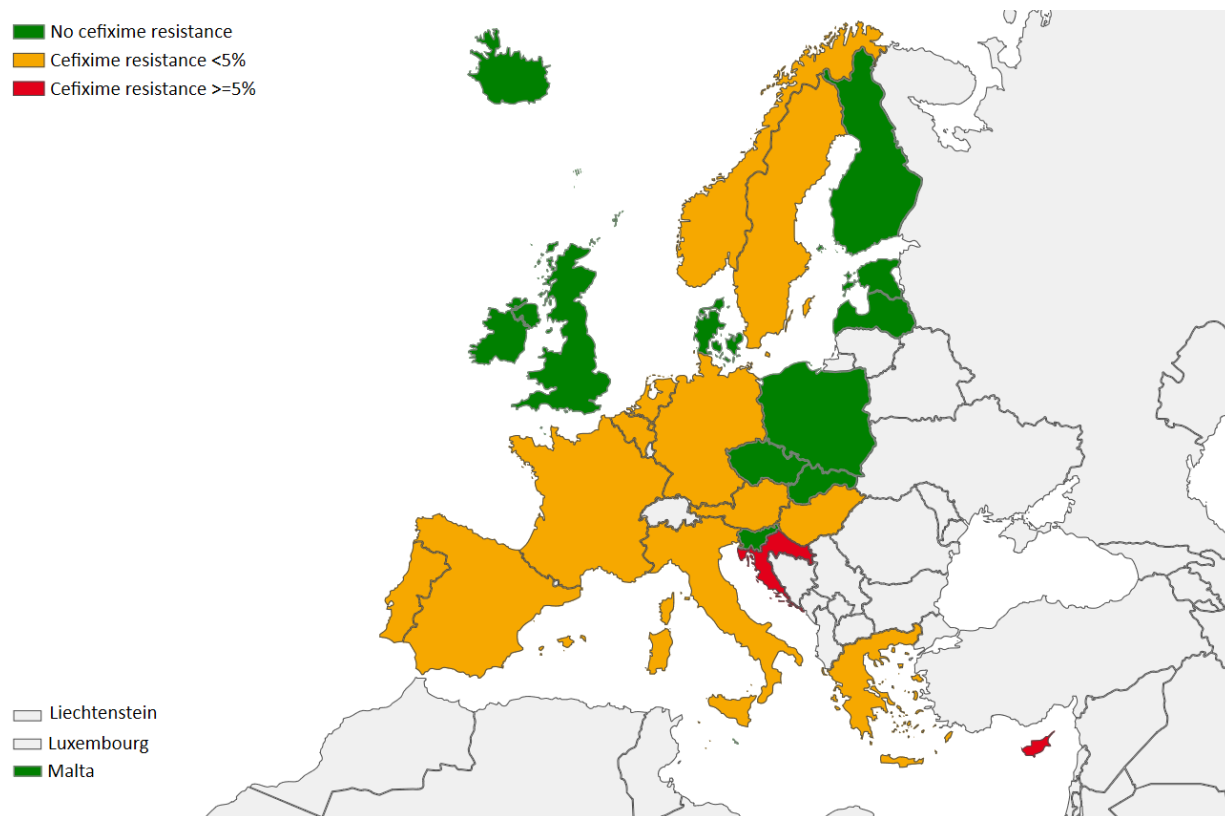 No cefixime resistance
Cefixime resistance <5%
Cefixime resistance >=5%
Liechtenstein
Luxembourg
Malta